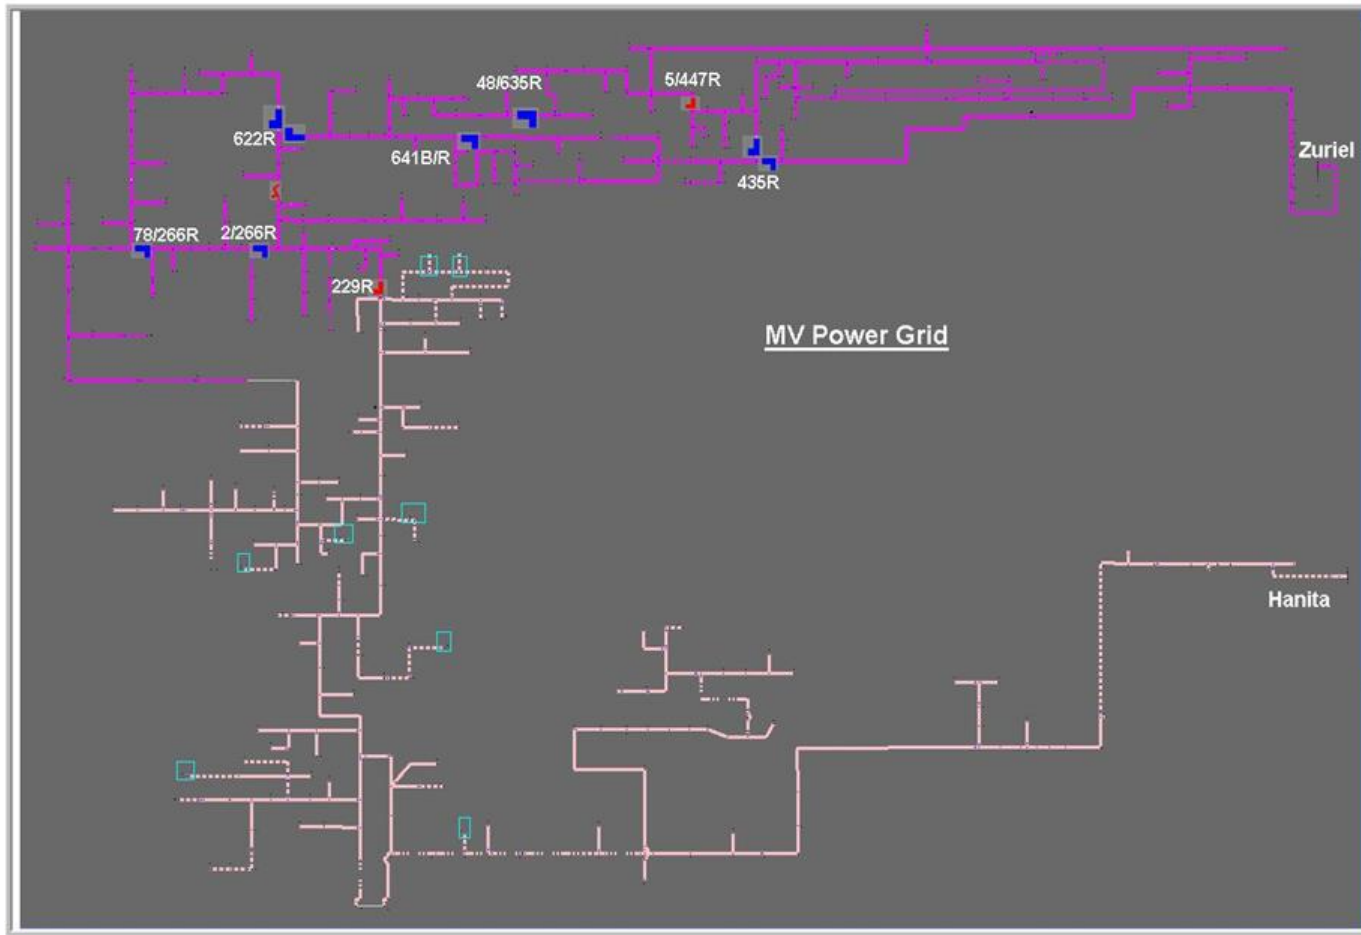 48/635R
5/447R
622R
641B/R
435R
Zuriel
78/266R
2/266R
229R
MV Power Grid
Hanita